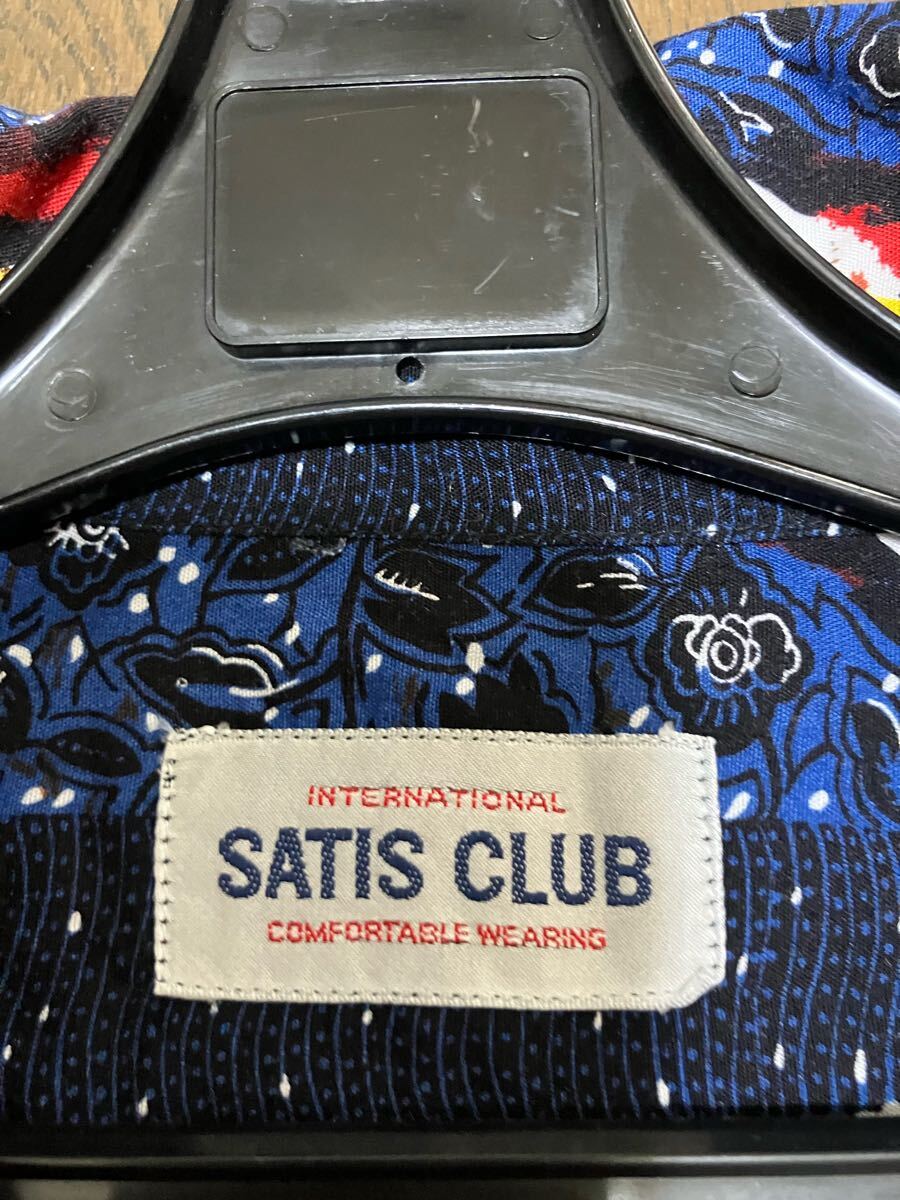 INTERNATIONAL
SATIS CLUB
COMFORTABLE WEARING